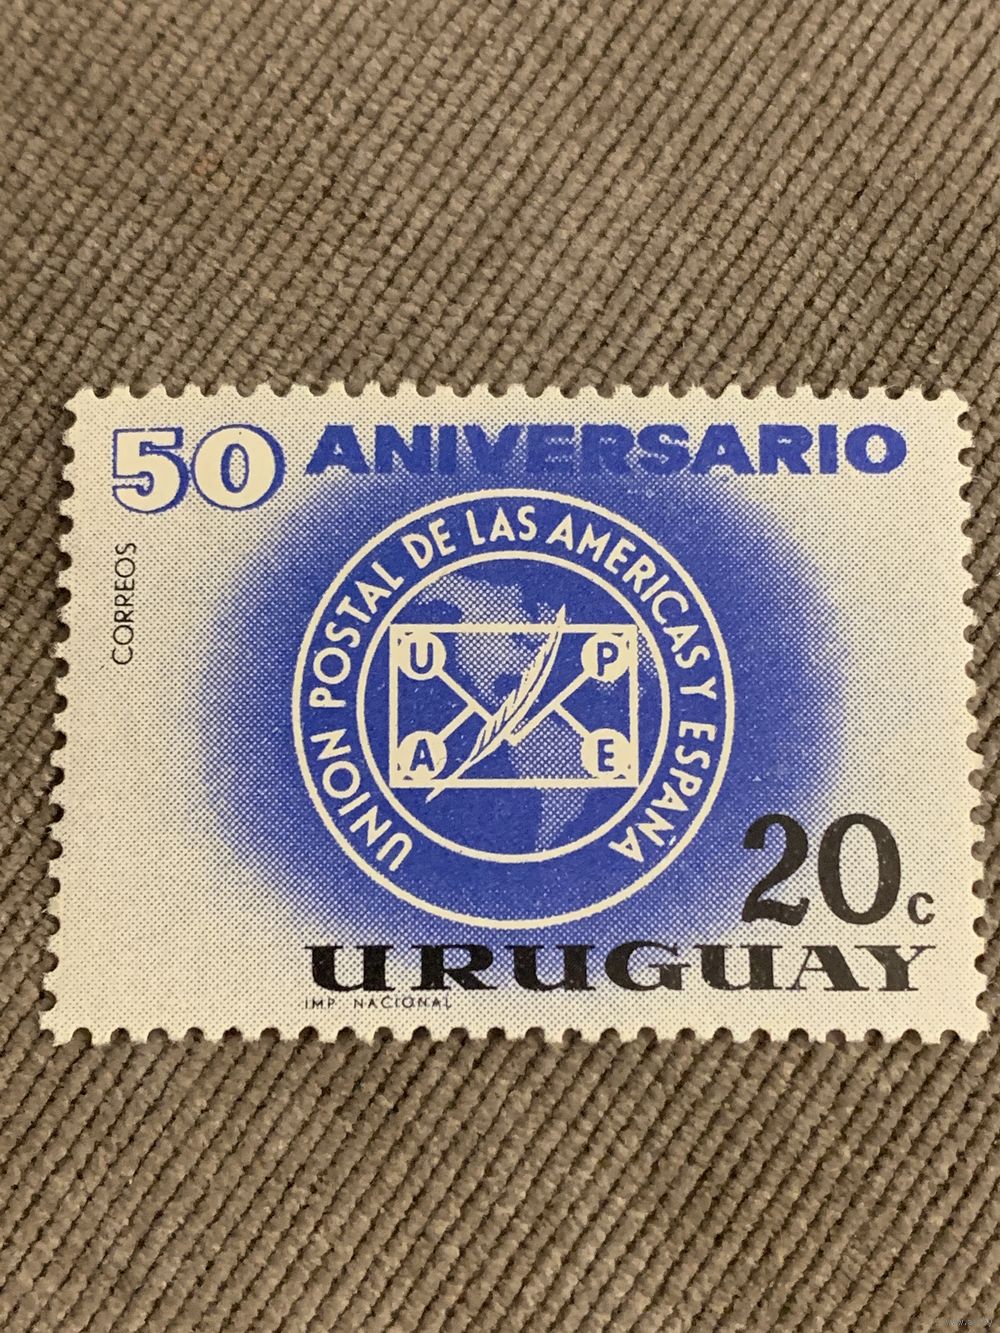 50 ANIVERSARIO
CORREOS
UNION POSTAL DE LAS AMERICAS Y ESPAÑA
U P
A E
20c
URUGUAY
IMP. NACIONAL